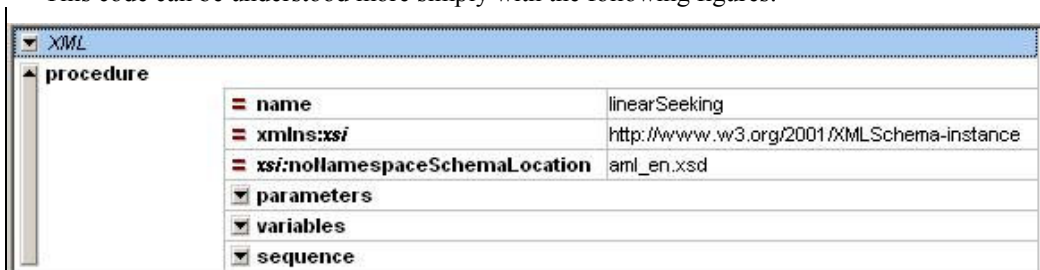 This code can be understood more simply with the following figures.
XML
procedure
= name linearSeeking
= xmlns:xsi http://www.w3.org/2001/XMLSchema-instance
= xsi:noNamespaceSchemaLocation aml_en.xsd
parameters
variables
sequence